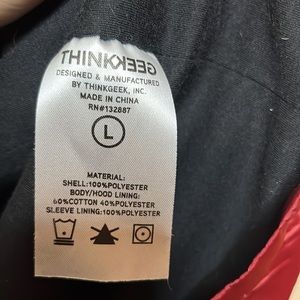 THINKGEEK
DESIGNED & MANUFACTURED
BY THINKGEEK, INC.
MADE IN CHINA
RN#132887
L
MATERIAL:
SHELL:100%POLYESTER
BODY/HOOD LINING:
60%COTTON 40%POLYESTER
SLEEVE LINING:100%POLYESTER